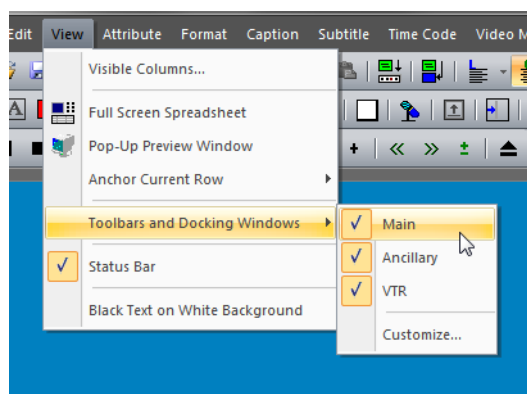 Edit View Attribute Format Caption Subtitle Time Code Video M
Visible Columns...
A
Full Screen Spreadsheet
Pop-Up Preview Window
Anchor Current Row
Toolbars and Docking Windows
Main
Status Bar
Ancillary
VTR
Black Text on White Background
Customize...